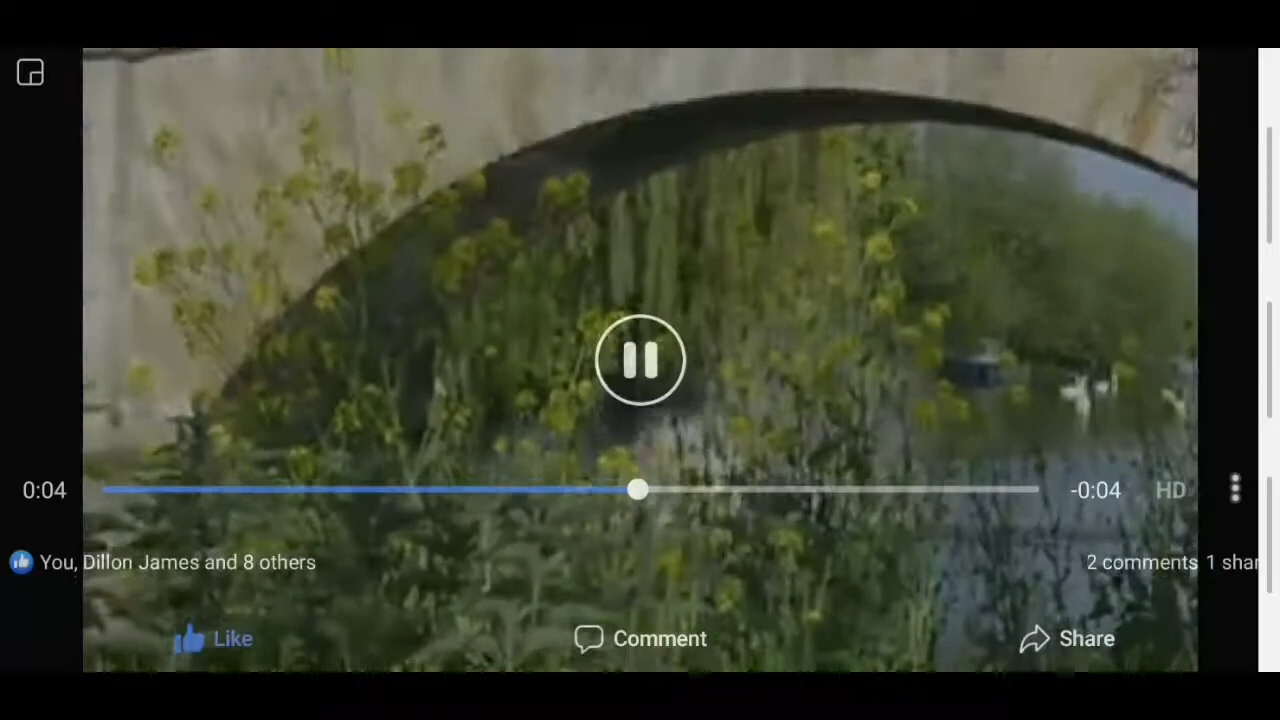 0:04
-0:04
HD
You, Dillon James and 8 others
2 comments 1 shar
Like
Comment
Share